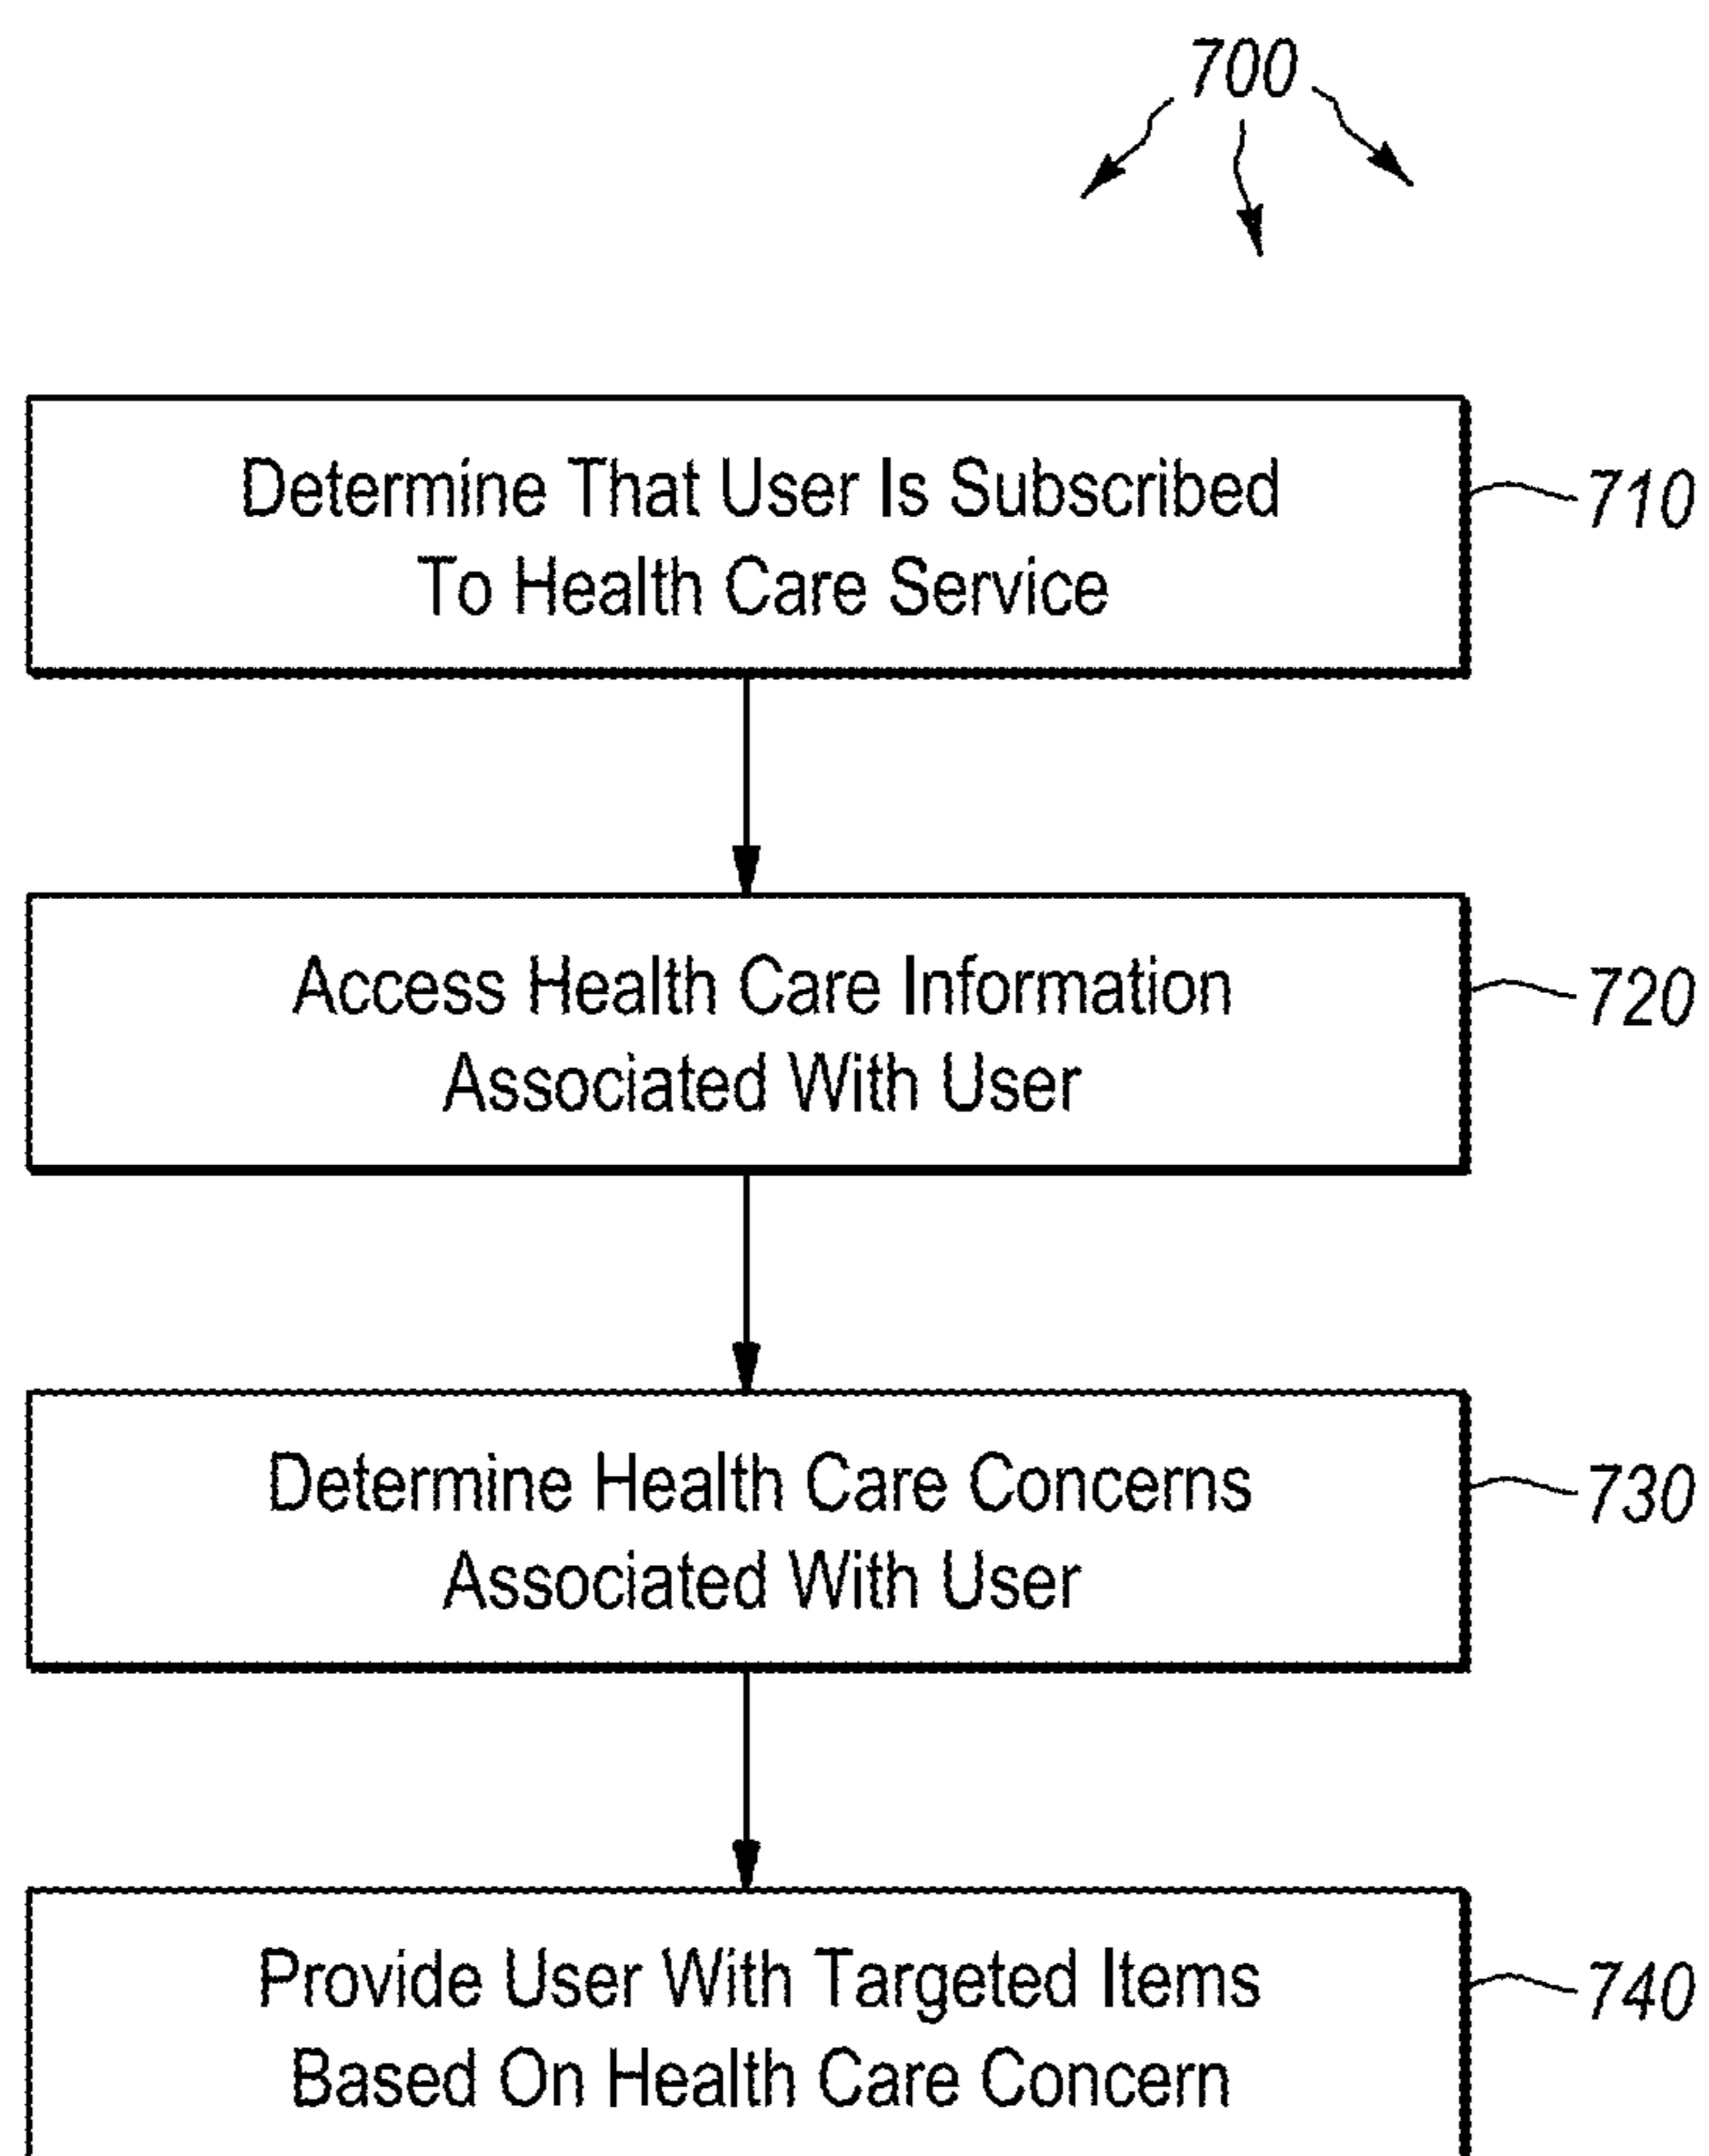 700
Determine That User Is Subscribed
To Health Care Service
710
Access Health Care Information
Associated With User
720
Determine Health Care Concerns
Associated With User
730
Provide User With Targeted Items
Based On Health Care Concern
740